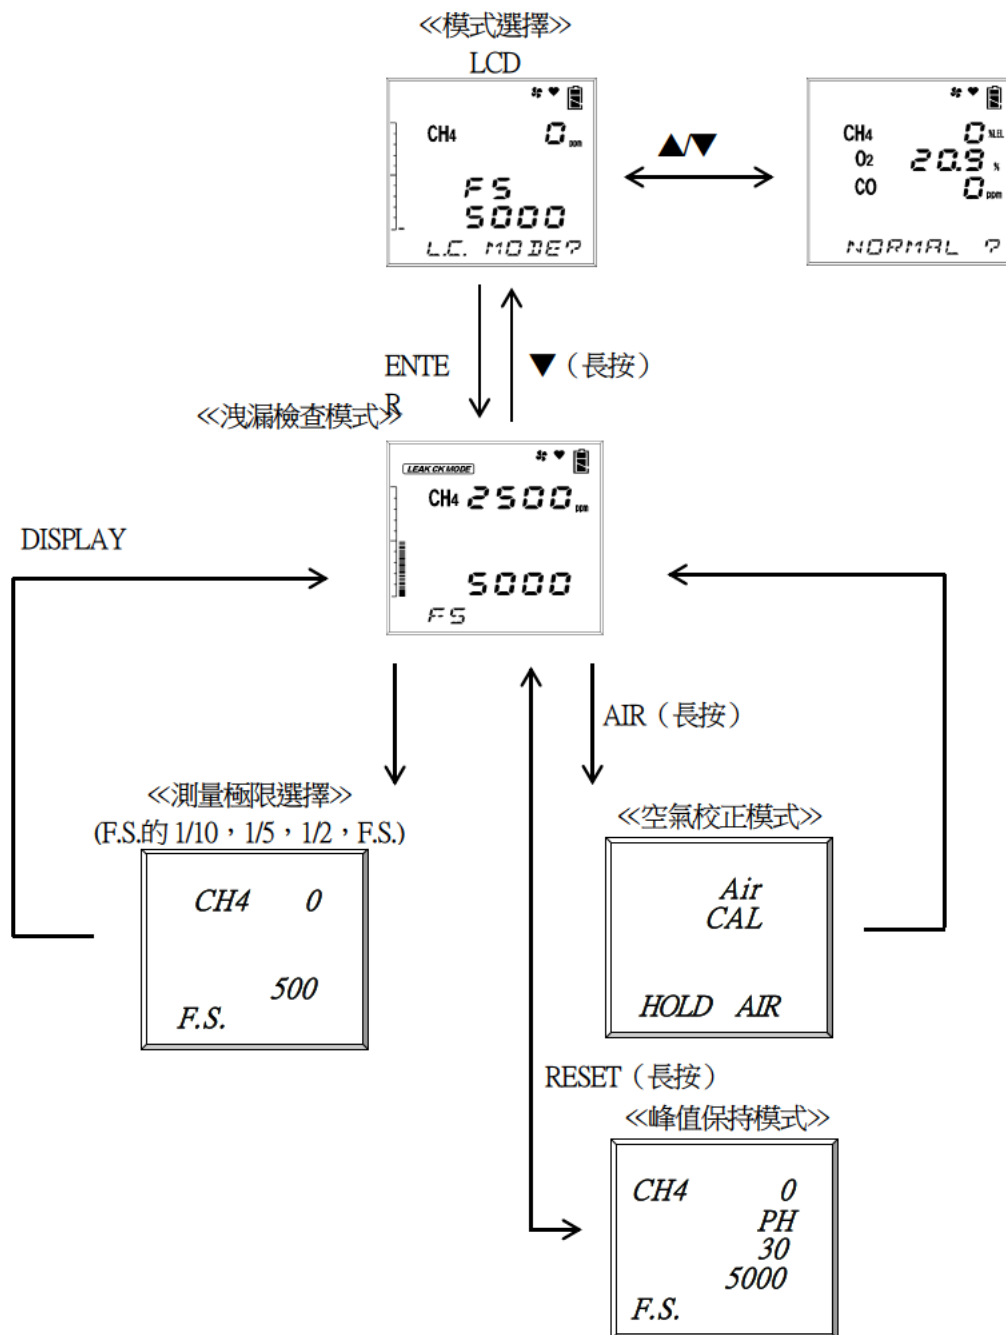 ≪模式選擇≫
LCD
CH4 0 ppm
FS
5000
L.C. MODE?
▲/▼
CH4 0 %LEL
O2 20.9 %
CO 0 ppm
NORMAL ?
ENTE
R
▼（長按）
≪洩漏檢查模式≫
LEAK CK MODE
CH4 2500 ppm
5000
FS
DISPLAY
AIR（長按）
≪測量極限選擇≫
(F.S.的 1/10，1/5，1/2，F.S.)
CH4 0
500
F.S.
≪空氣校正模式≫
Air
CAL
HOLD AIR
RESET（長按）
≪峰值保持模式≫
CH4 0
PH
30
5000
F.S.